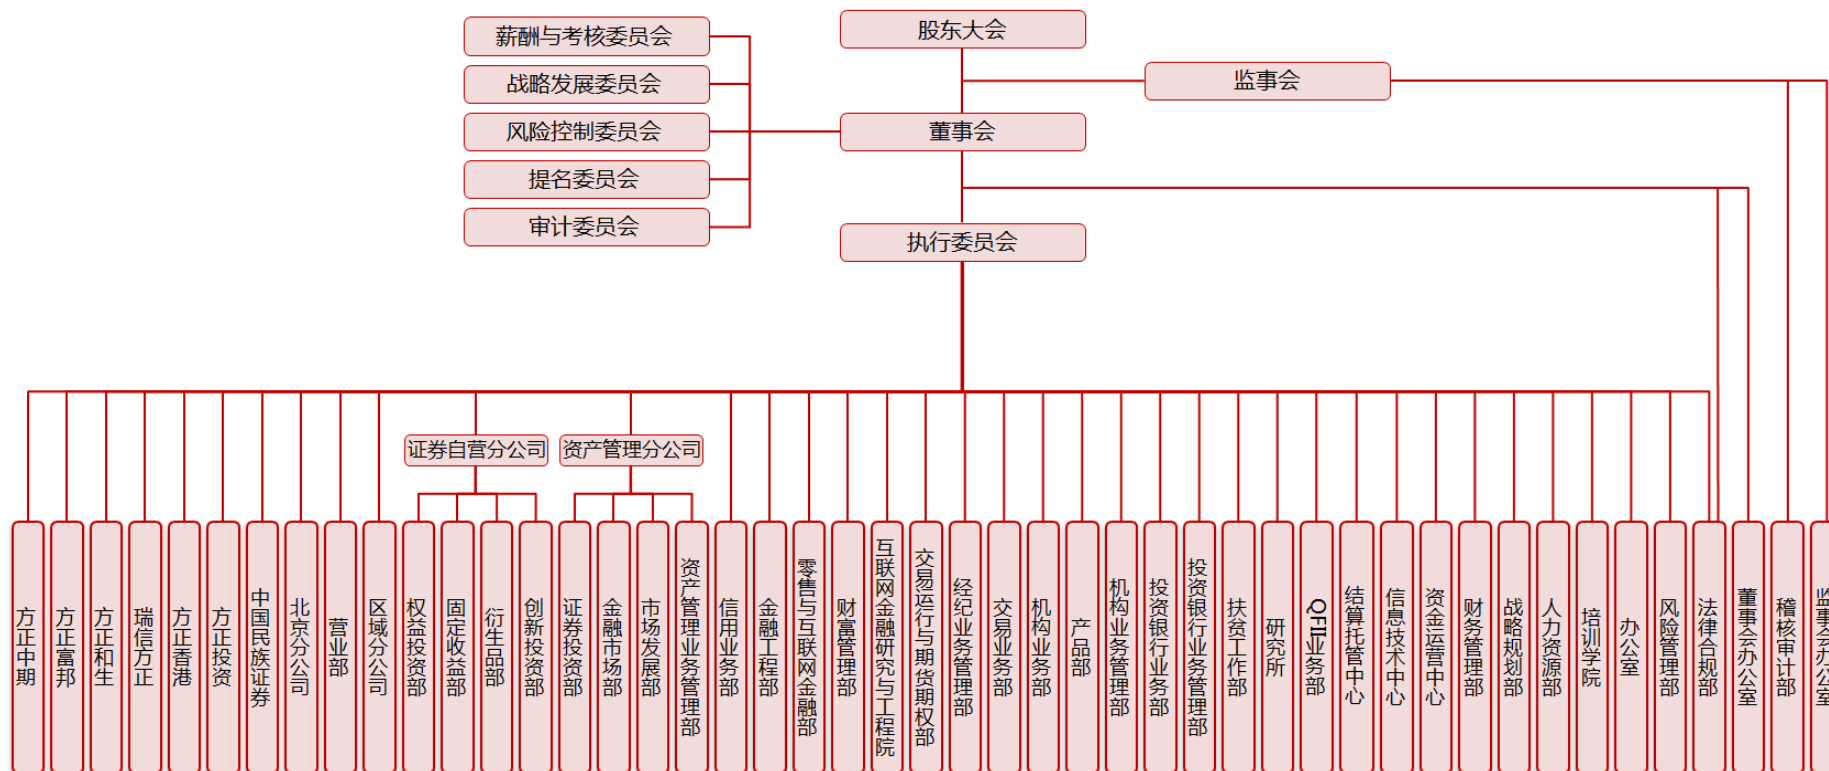 股东大会
薪酬与考核委员会
战略发展委员会
监事会
风险控制委员会
董事会
提名委员会
审计委员会
执行委员会
证券自营分公司
资产管理分公司
方正中期
方正富邦
方正和生
瑞信方正
方正香港
方正投资
中国民族证券
北京分公司
营业部
区域分公司
权益投资部
固定收益部
衍生品部
创新投资部
证券投资部
金融市场部
市场发展部
资产管理业务管理部
信用业务部
金融工程部
零售与互联网金融部
财富管理部
互联网金融研究与工程院
交易运行与期货期权部
经纪业务管理部
交易业务部
机构业务部
产品部
机构业务管理部
投资银行业务部
投资银行业务管理部
扶贫工作部
研究所
QFII业务部
结算托管中心
信息技术中心
资金运营中心
财务管理部
战略规划部
人力资源部
培训学院
办公室
风险管理部
法律合规部
董事会办公室
稽核审计部
监事会办公室